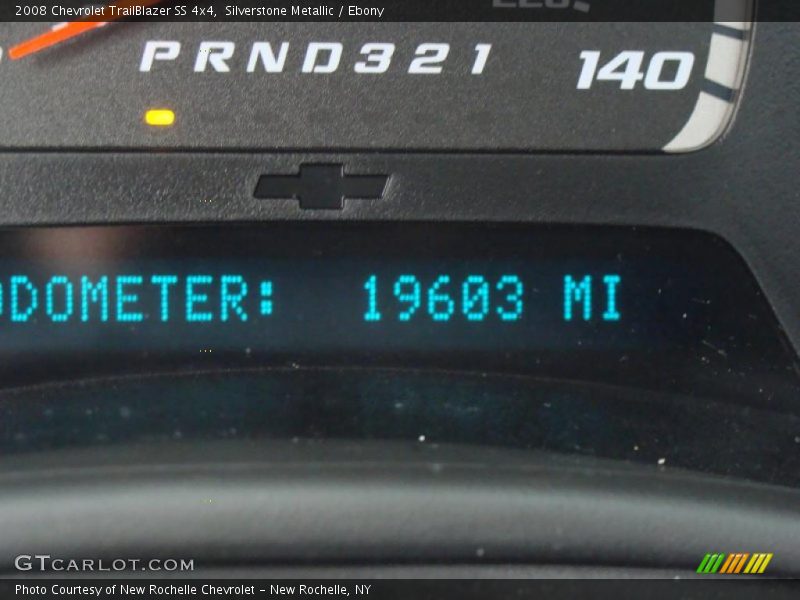 2008 Chevrolet TrailBlazer SS 4x4, Silverstone Metallic / Ebony
PRND321
140
ODOMETER: 19603 MI
GTCARLOT.COM
Photo Courtesy of New Rochelle Chevrolet - New Rochelle, NY